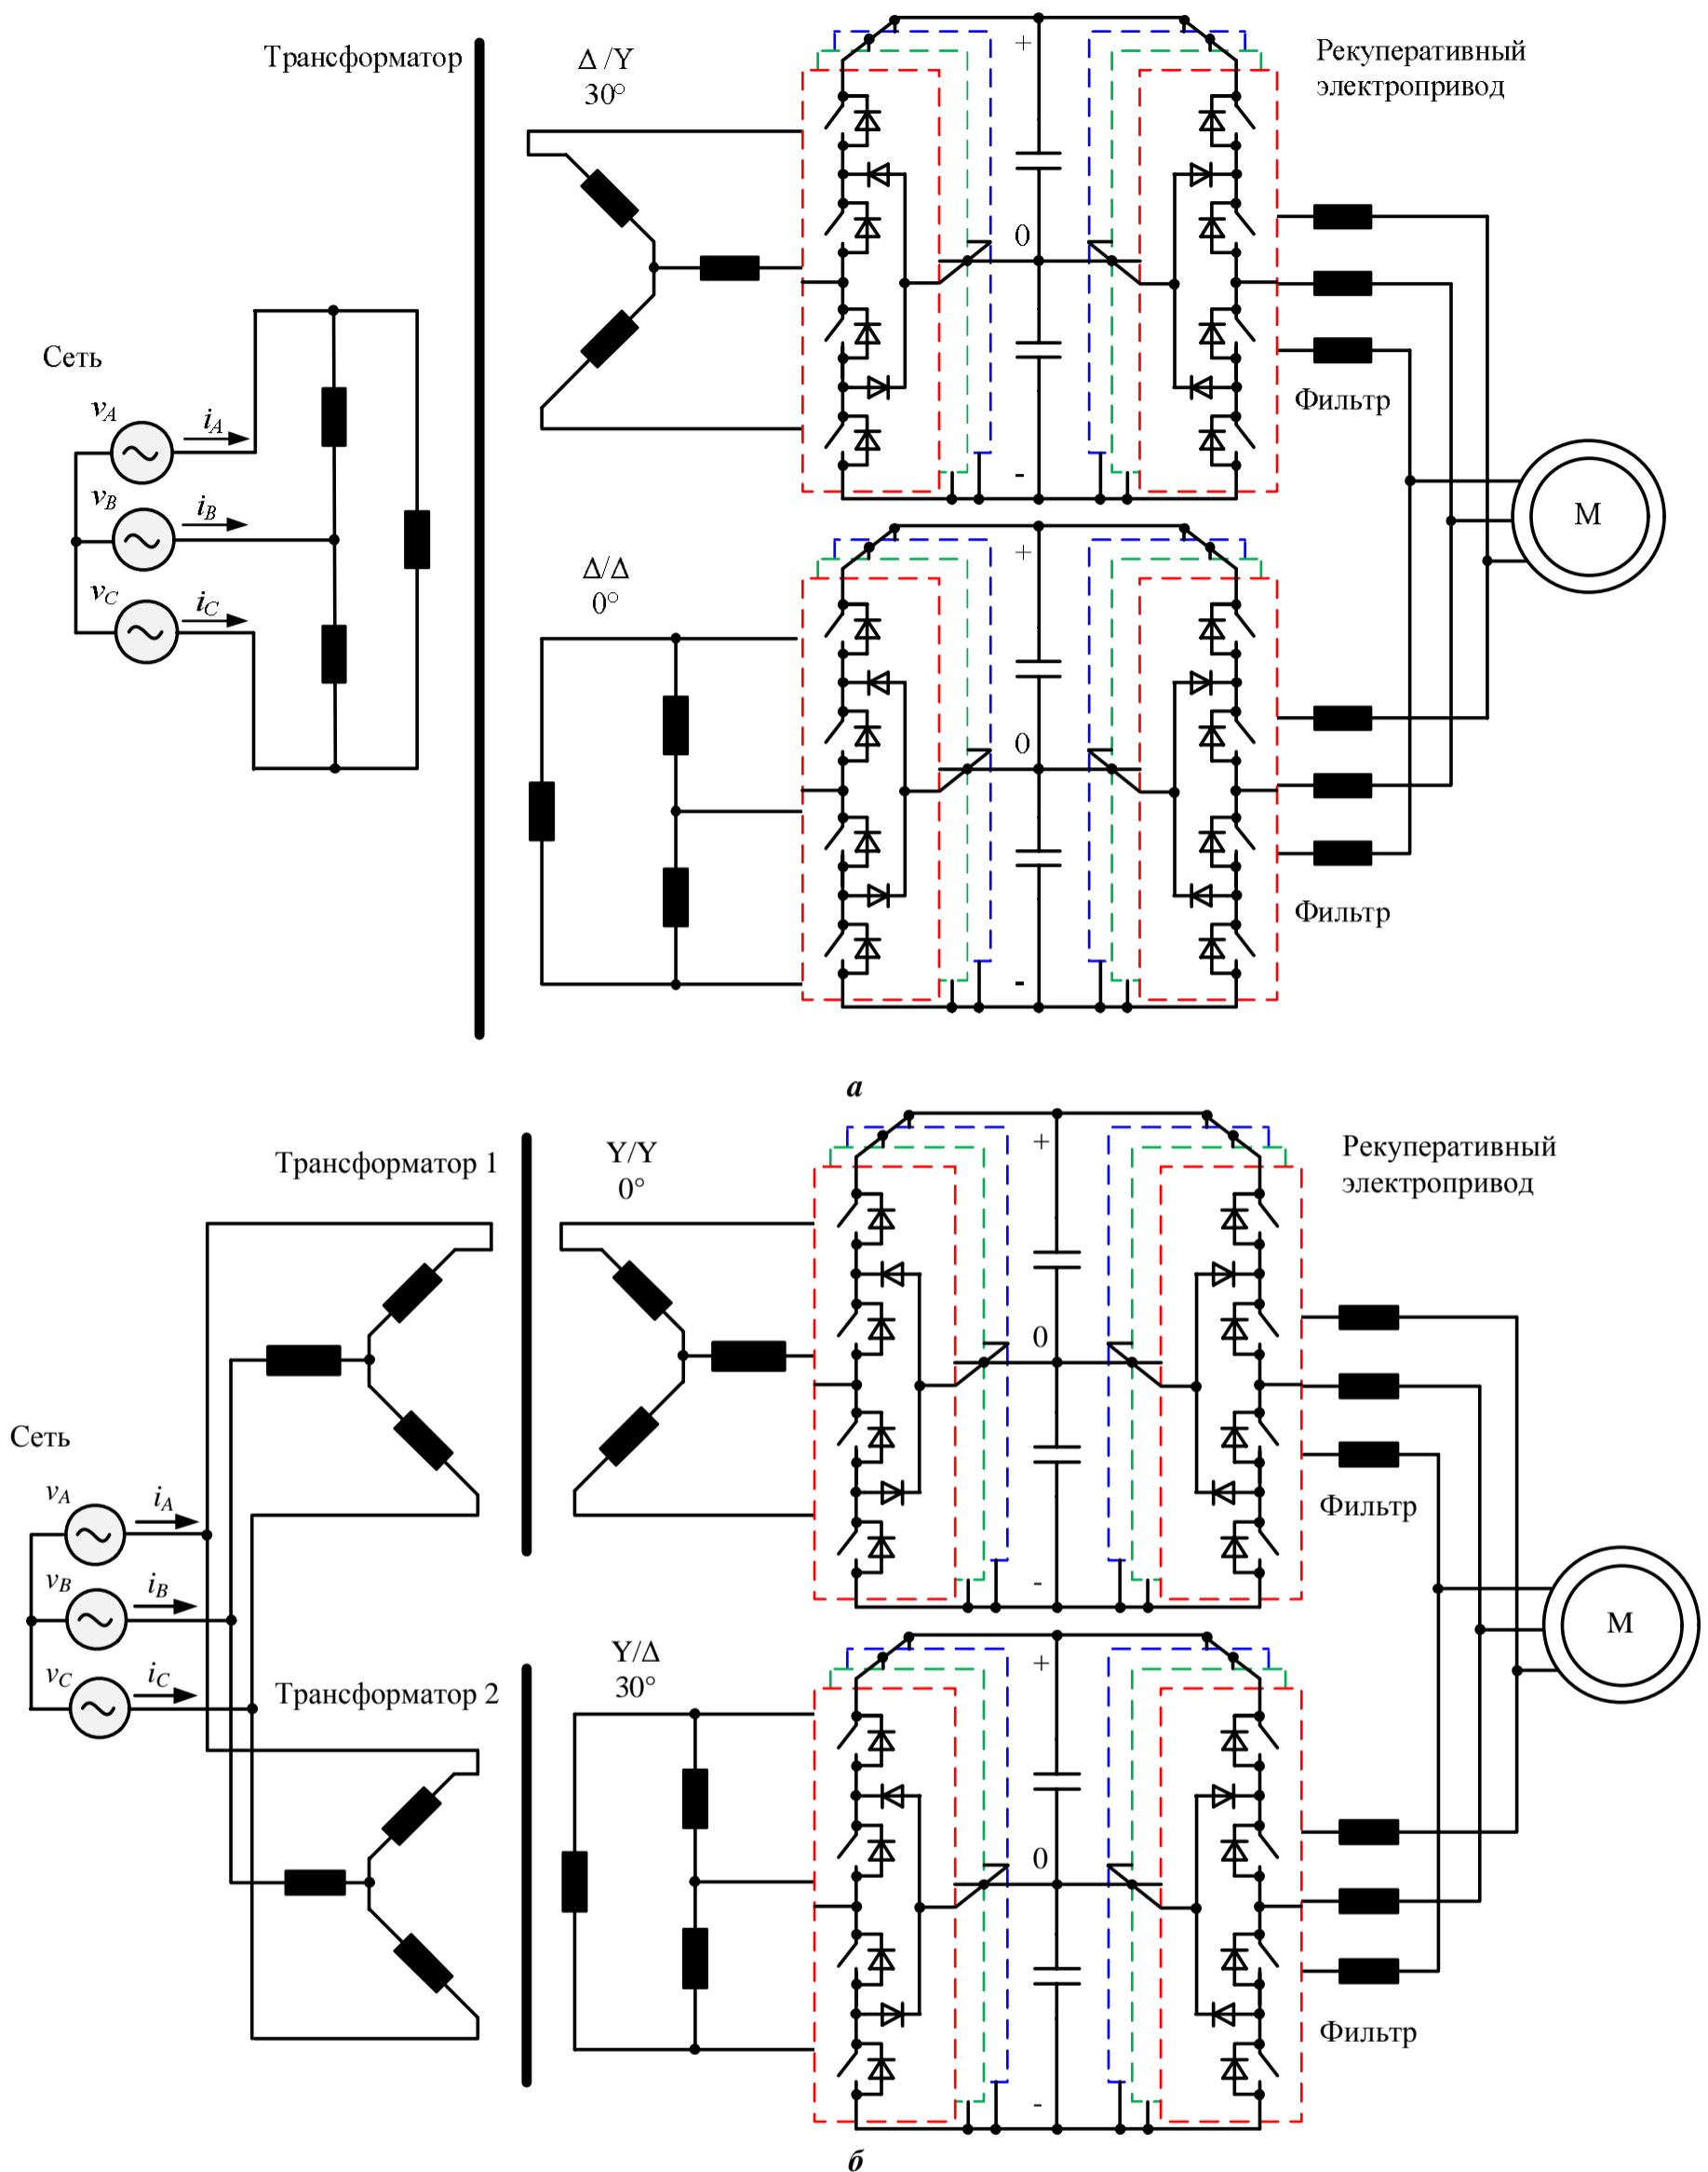 Трансформатор
Δ /Y
30°
+
Рекуперативный
электропривод
0
Сеть
vA
iA
vB
iB
vC
iC
Фильтр
-
M
Δ/Δ
0°
+
0
Фильтр
-
а
Трансформатор 1
Y/Y
0°
+
Рекуперативный
электропривод
0
Сеть
vA
iA
vB
iB
vC
iC
Фильтр
-
M
Трансформатор 2
Y/Δ
30°
+
0
Фильтр
-
б